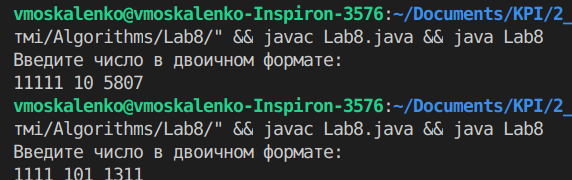 vmoskalenko@vmoskalenko-Inspiron-3576:~/Documents/KPI/2_
тмі/Algorithms/Lab8/" && javac Lab8.java && java Lab8
Введите число в двоичном формате:
11111 10 5807
vmoskalenko@vmoskalenko-Inspiron-3576:~/Documents/KPI/2_
тмі/Algorithms/Lab8/" && javac Lab8.java && java Lab8
Введите число в двоичном формате:
1111 101 1311